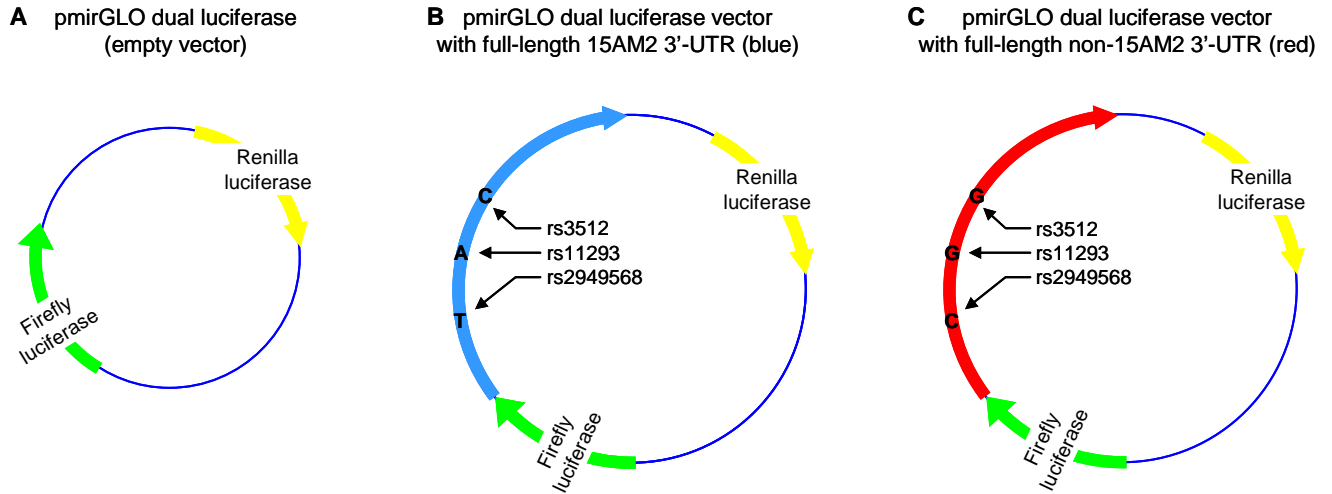 A
pmirGLO dual luciferase
(empty vector)
Renilla
luciferase
Firefly
luciferase
B
pmirGLO dual luciferase vector
with full-length 15AM2 3’-UTR (blue)
C
A
T
rs3512
rs11293
rs2949568
Renilla
luciferase
Firefly
luciferase
C
pmirGLO dual luciferase vector
with full-length non-15AM2 3’-UTR (red)
G
G
C
rs3512
rs11293
rs2949568
Renilla
luciferase
Firefly
luciferase